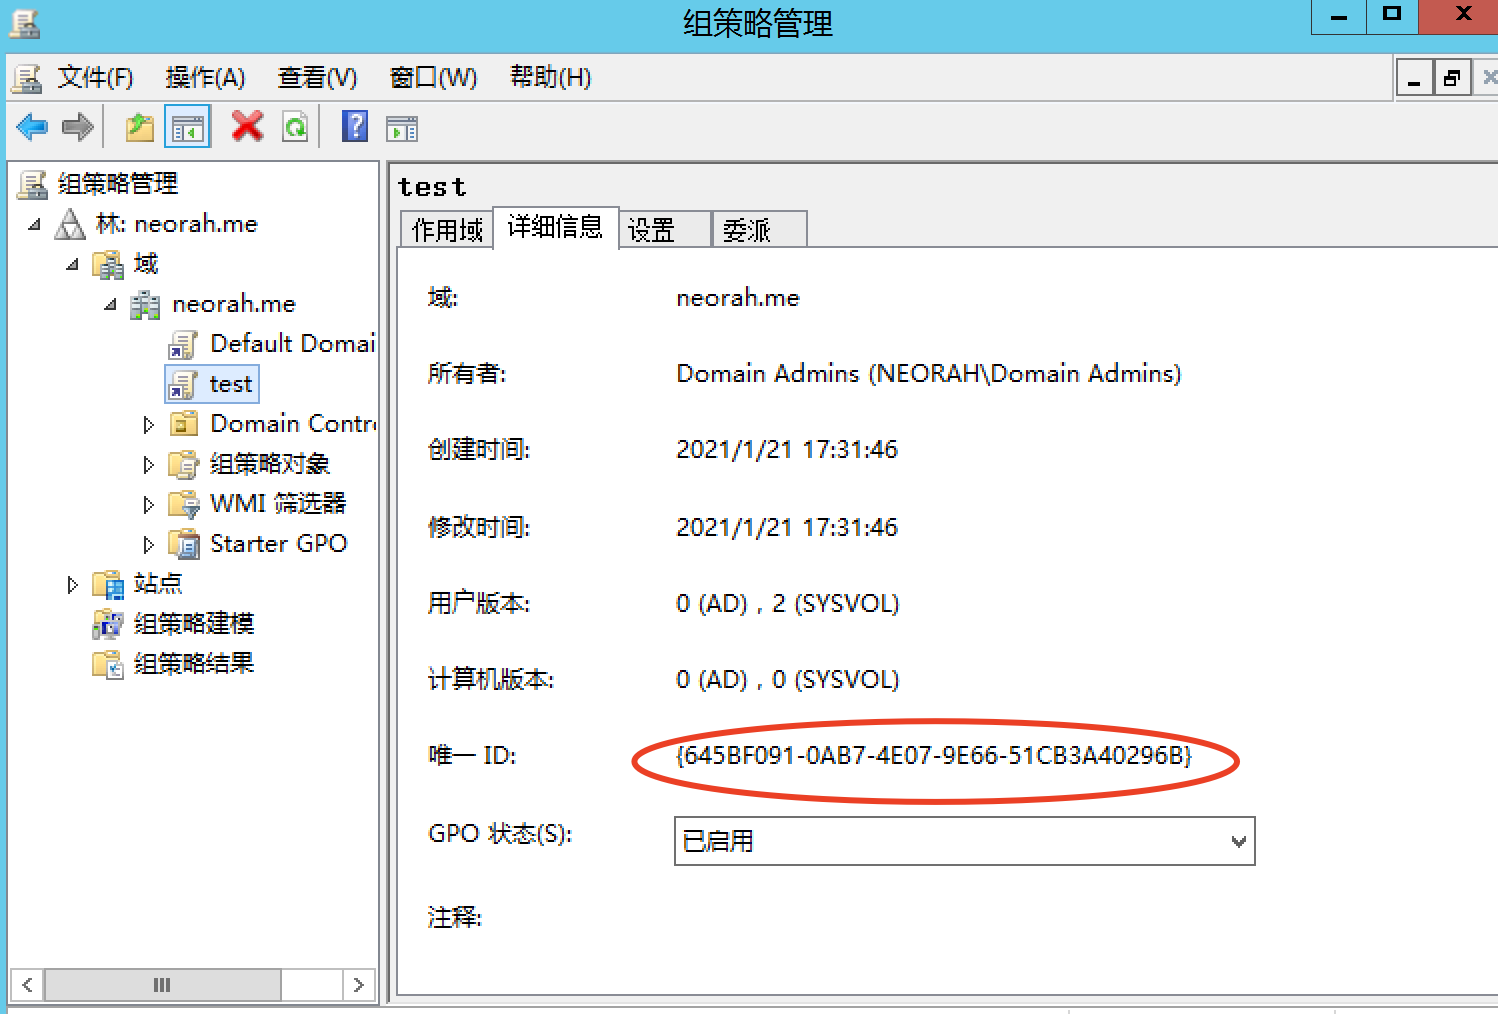 组策略管理
文件(F) 操作(A) 查看(V) 窗口(W) 帮助(H)
组策略管理
林: neorah.me
域
neorah.me
Default Domai
test
Domain Contr
组策略对象
WMI 筛选器
Starter GPO
站点
组策略建模
组策略结果
test
作用域 详细信息 设置 委派
域: neorah.me
所有者: Domain Admins (NEORAH\Domain Admins)
创建时间: 2021/1/21 17:31:46
修改时间: 2021/1/21 17:31:46
用户版本: 0 (AD) , 2 (SYSVOL)
计算机版本: 0 (AD) , 0 (SYSVOL)
唯一 ID: {645BF091-0AB7-4E07-9E66-51CB3A40296B}
GPO 状态(S): 已启用
注释: